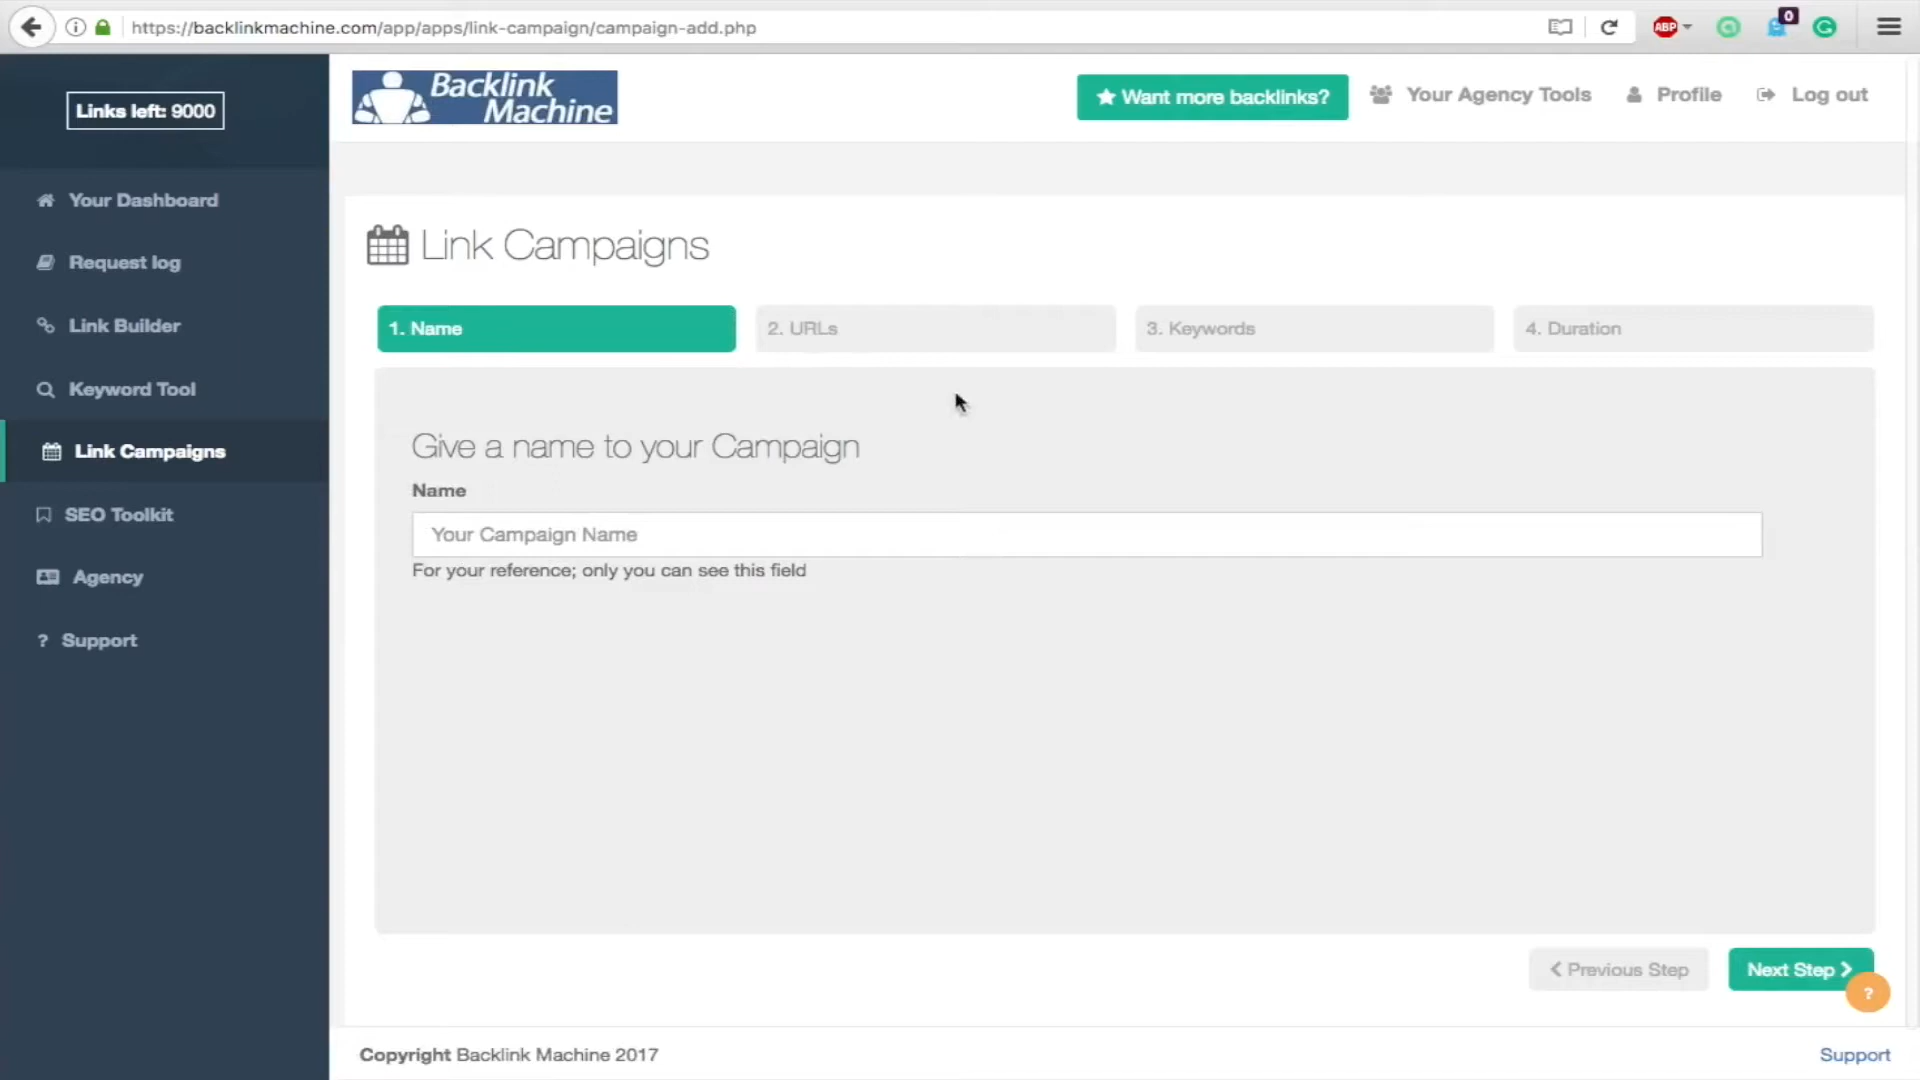 https://backlinkmachine.com/app/apps/link-campaign/campaign-add.php
ABP
0
Links left: 9000
Backlink
Machine
Want more backlinks?
Your Agency Tools
Profile
Log out
Your Dashboard
Request log
Link Builder
Keyword Tool
Link Campaigns
SEO Toolkit
Agency
? Support
Link Campaigns
1. Name
2. URLs
3. Keywords
4. Duration
Give a name to your Campaign
Name
Your Campaign Name
For your reference; only you can see this field
Previous Step
Next Step
?
Copyright Backlink Machine 2017
Support